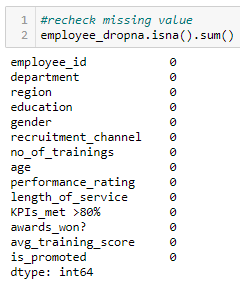 1 #recheck missing value
2 employee_dropna.isna().sum()
employee_id 0
department 0
region 0
education 0
gender 0
recruitment_channel 0
no_of_trainings 0
age 0
performance_rating 0
length_of_service 0
KPIs_met >80% 0
awards_won? 0
avg_training_score 0
is_promoted 0
dtype: int64